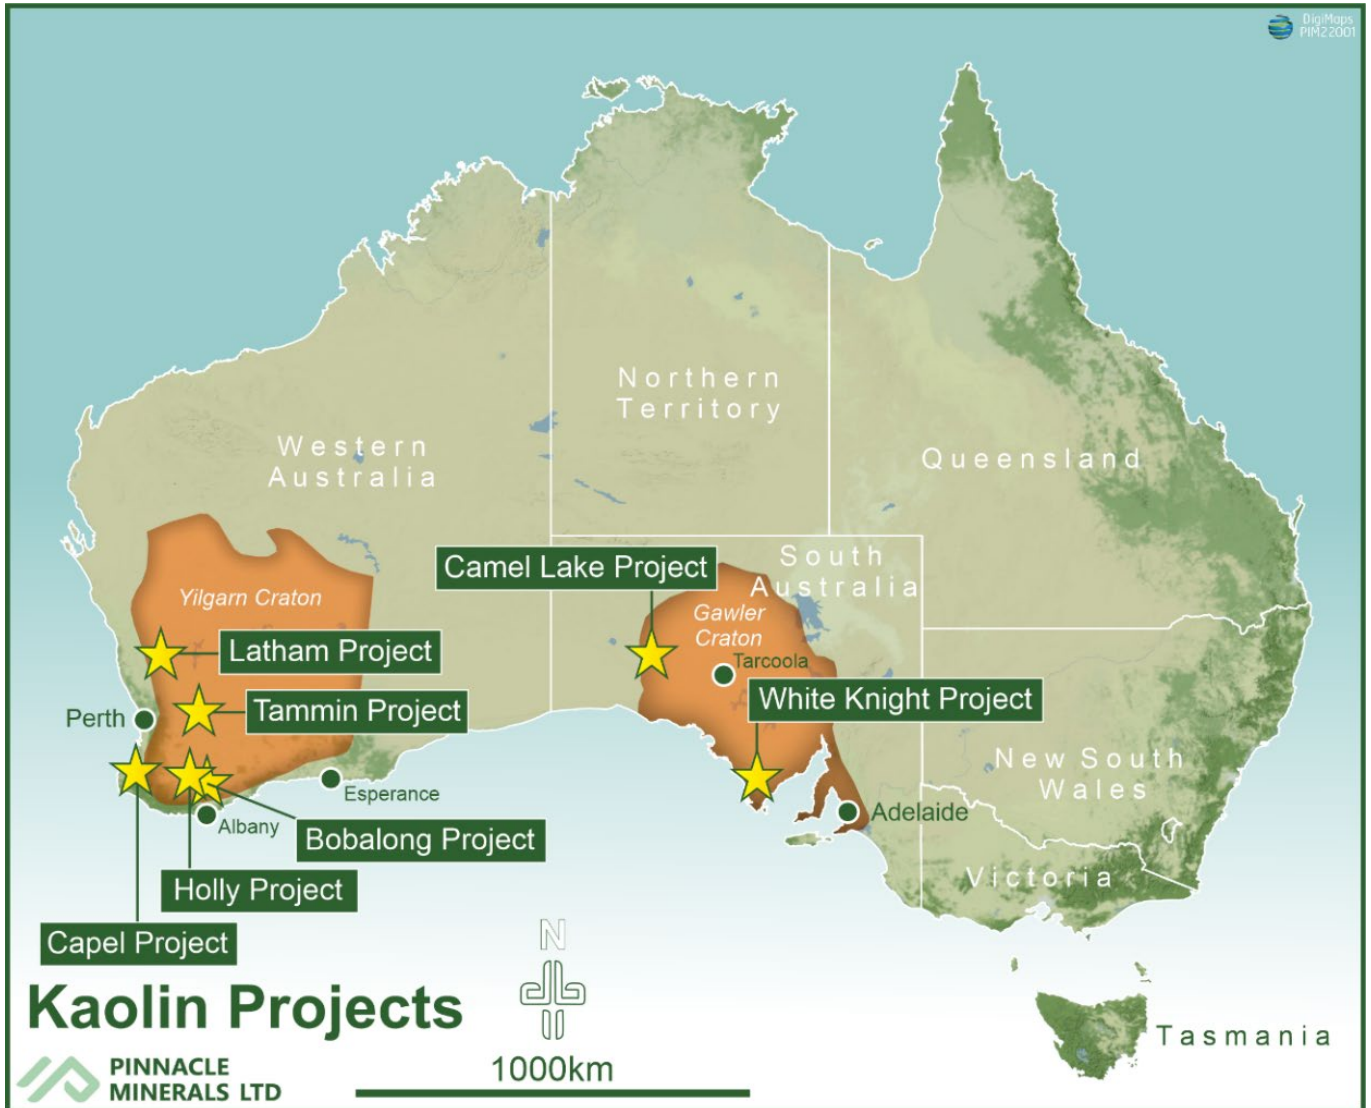 DigiMaps
PIM22001
Northern
Territory
Western
Australia
Queensland
Camel Lake Project
South
Australia
Yilgarn Craton
Gawler
Craton
Latham Project
Tarcoola
White Knight Project
Tammin Project
Perth
New South
Wales
Esperance
Albany
Adelaide
Bobalong Project
Victoria
Holly Project
Capel Project
N
Kaolin Projects
Tasmania
1000km
PINNACLE
MINERALS LTD